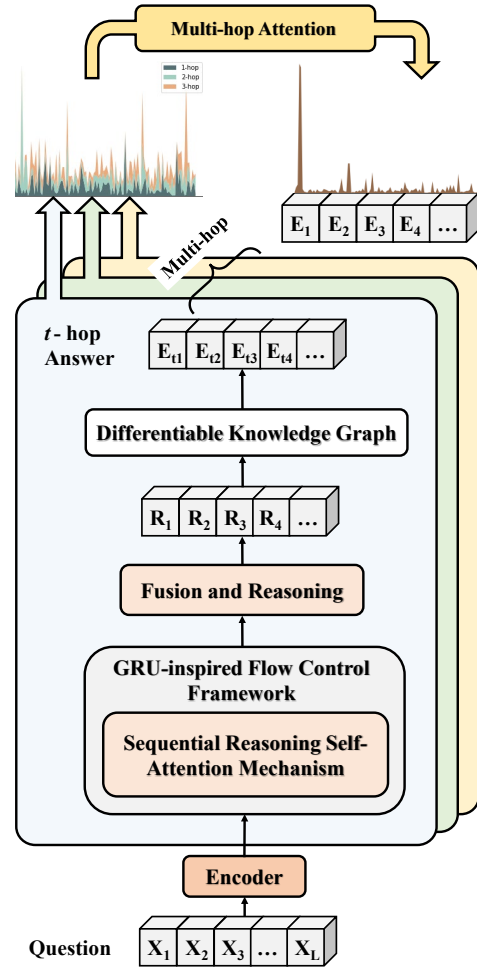 Multi-hop Attention
1-hop
2-hop
3-hop
E1 E2 E3 E4 ...
Multi-hop
t - hop
Answer
Et1 Et2 Et3 Et4 ...
Differentiable Knowledge Graph
R1 R2 R3 R4 ...
Fusion and Reasoning
GRU-inspired Flow Control
Framework
Sequential Reasoning Self-
Attention Mechanism
Encoder
Question
X1 X2 X3 ... XL